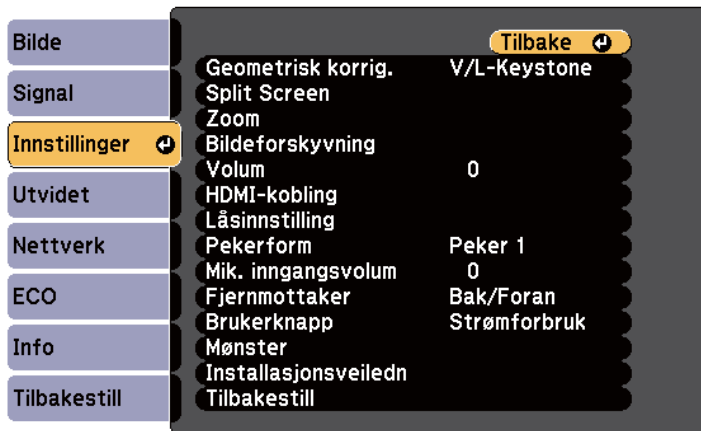 Bilde
Signal
Innstillinger
Utvidet
Nettverk
ECO
Info
Tilbakestill
Tilbake
Geometrisk korrig. V/L-Keystone
Split Screen
Zoom
Bildeforskyvning
Volum 0
HDMI-kobling
Låsinnstilling
Pekerform Peker 1
Mik. inngangsvolum 0
Fjernmottaker Bak/Foran
Brukerknapp Strømforbruk
Mønster
Installasjonsveiledn
Tilbakestill